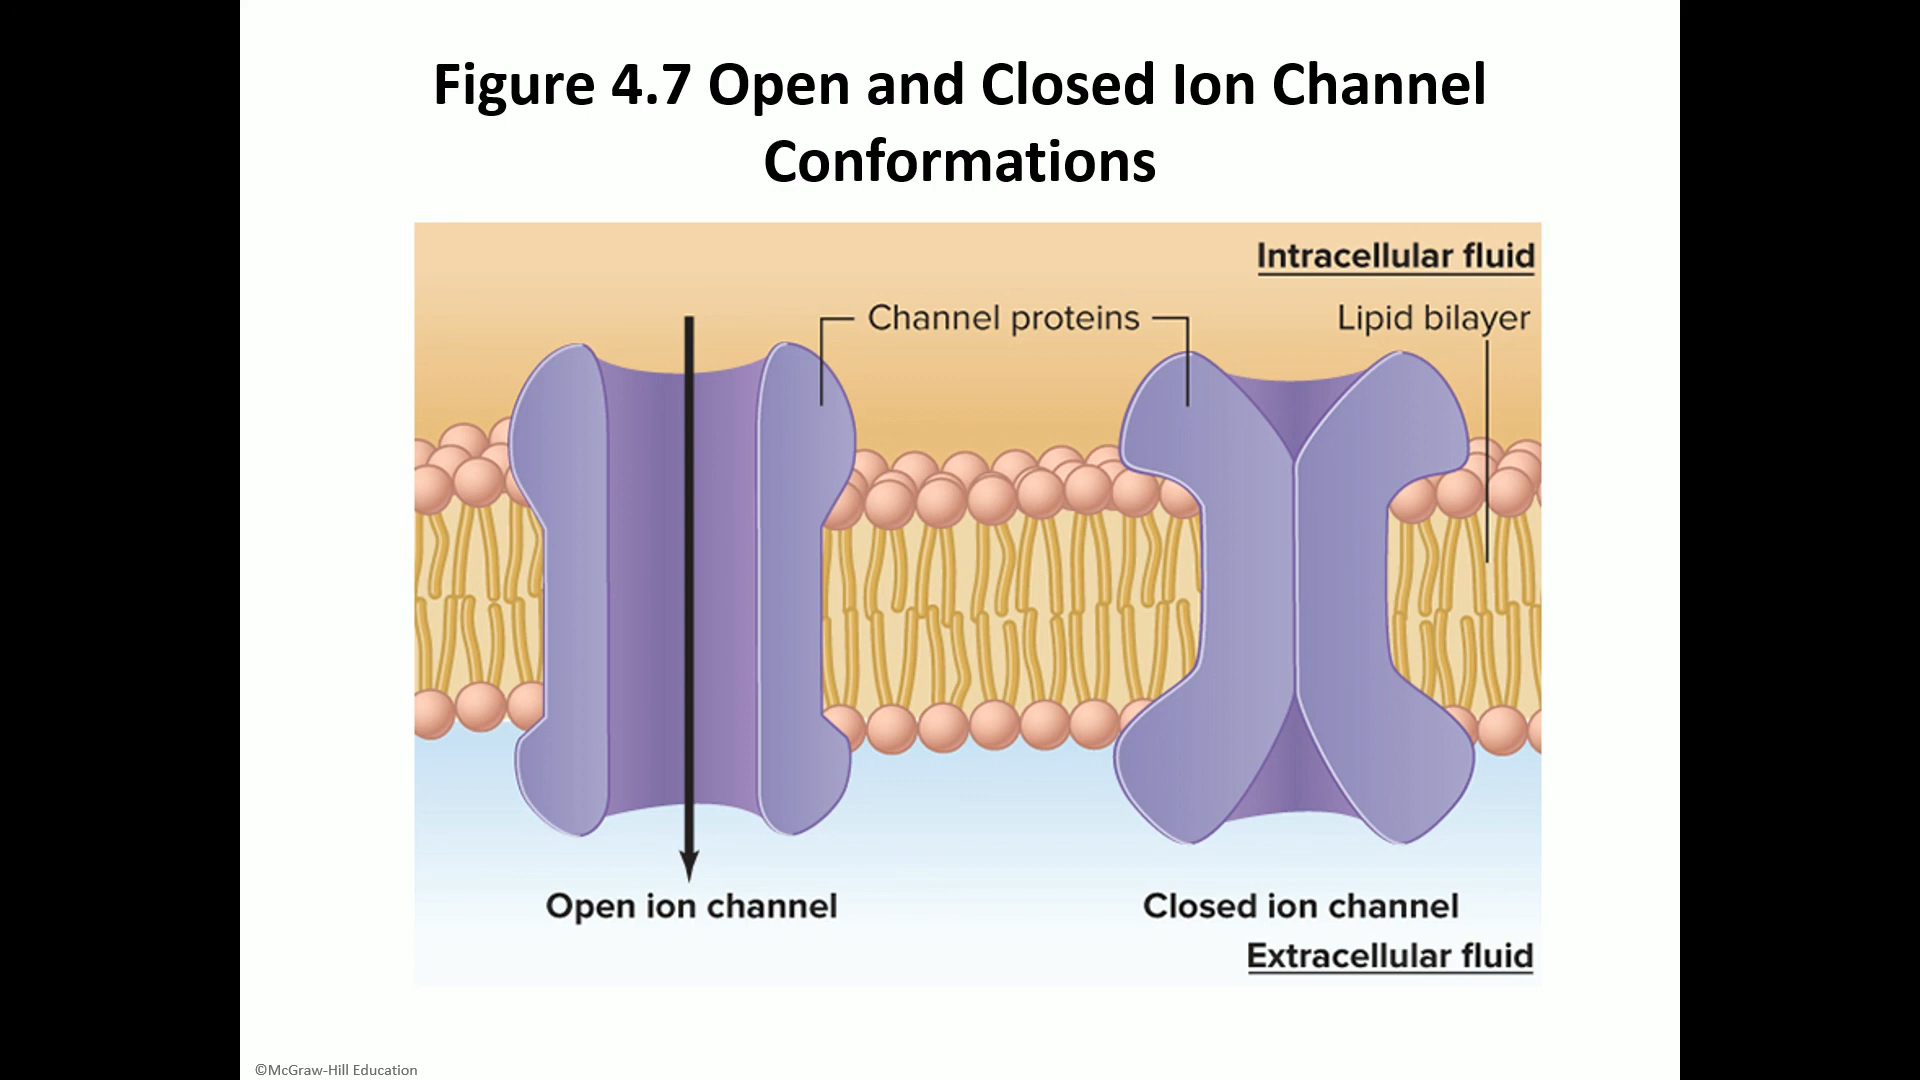 Figure 4.7 Open and Closed Ion Channel
Conformations
Intracellular fluid
Channel proteins
Lipid bilayer
Open ion channel
Closed ion channel
Extracellular fluid
©McGraw-Hill Education